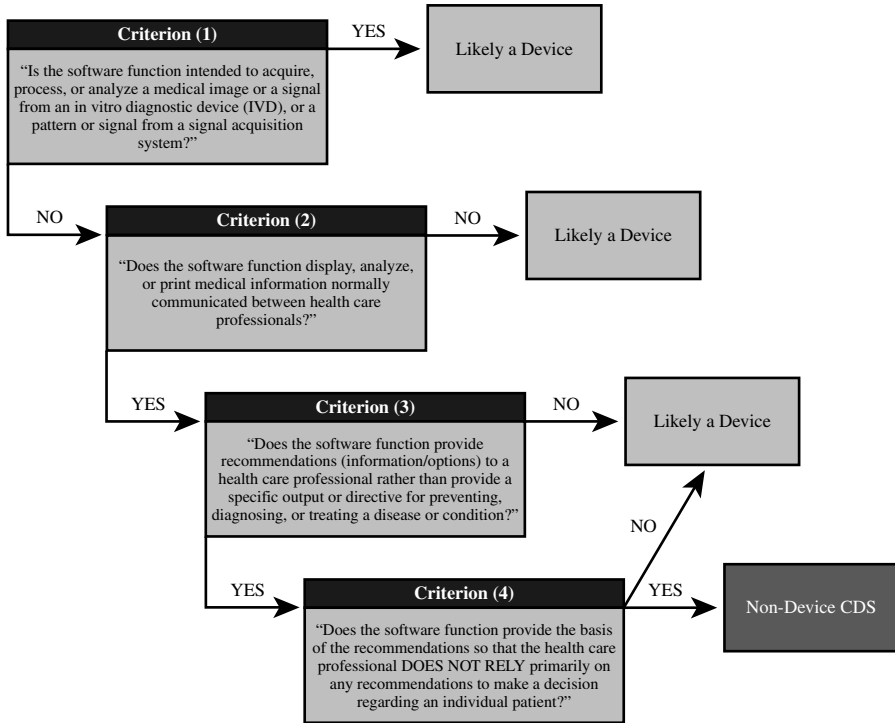 Criterion (1)
YES
Likely a Device
“Is the software function intended to acquire,
process, or analyze a medical image or a signal
from an in vitro diagnostic device (IVD), or a
pattern or signal from a signal acquisition
system?”
NO
Criterion (2)
NO
Likely a Device
“Does the software function display, analyze,
or print medical information normally
communicated between health care
professionals?”
YES
Criterion (3)
NO
Likely a Device
“Does the software function provide
recommendations (information/options) to a
health care professional rather than provide a
specific output or directive for preventing,
diagnosing, or treating a disease or condition?”
NO
YES
Criterion (4)
YES
Non-Device CDS
“Does the software function provide the basis
of the recommendations so that the health care
professional DOES NOT RELY primarily on
any recommendations to make a decision
regarding an individual patient?”